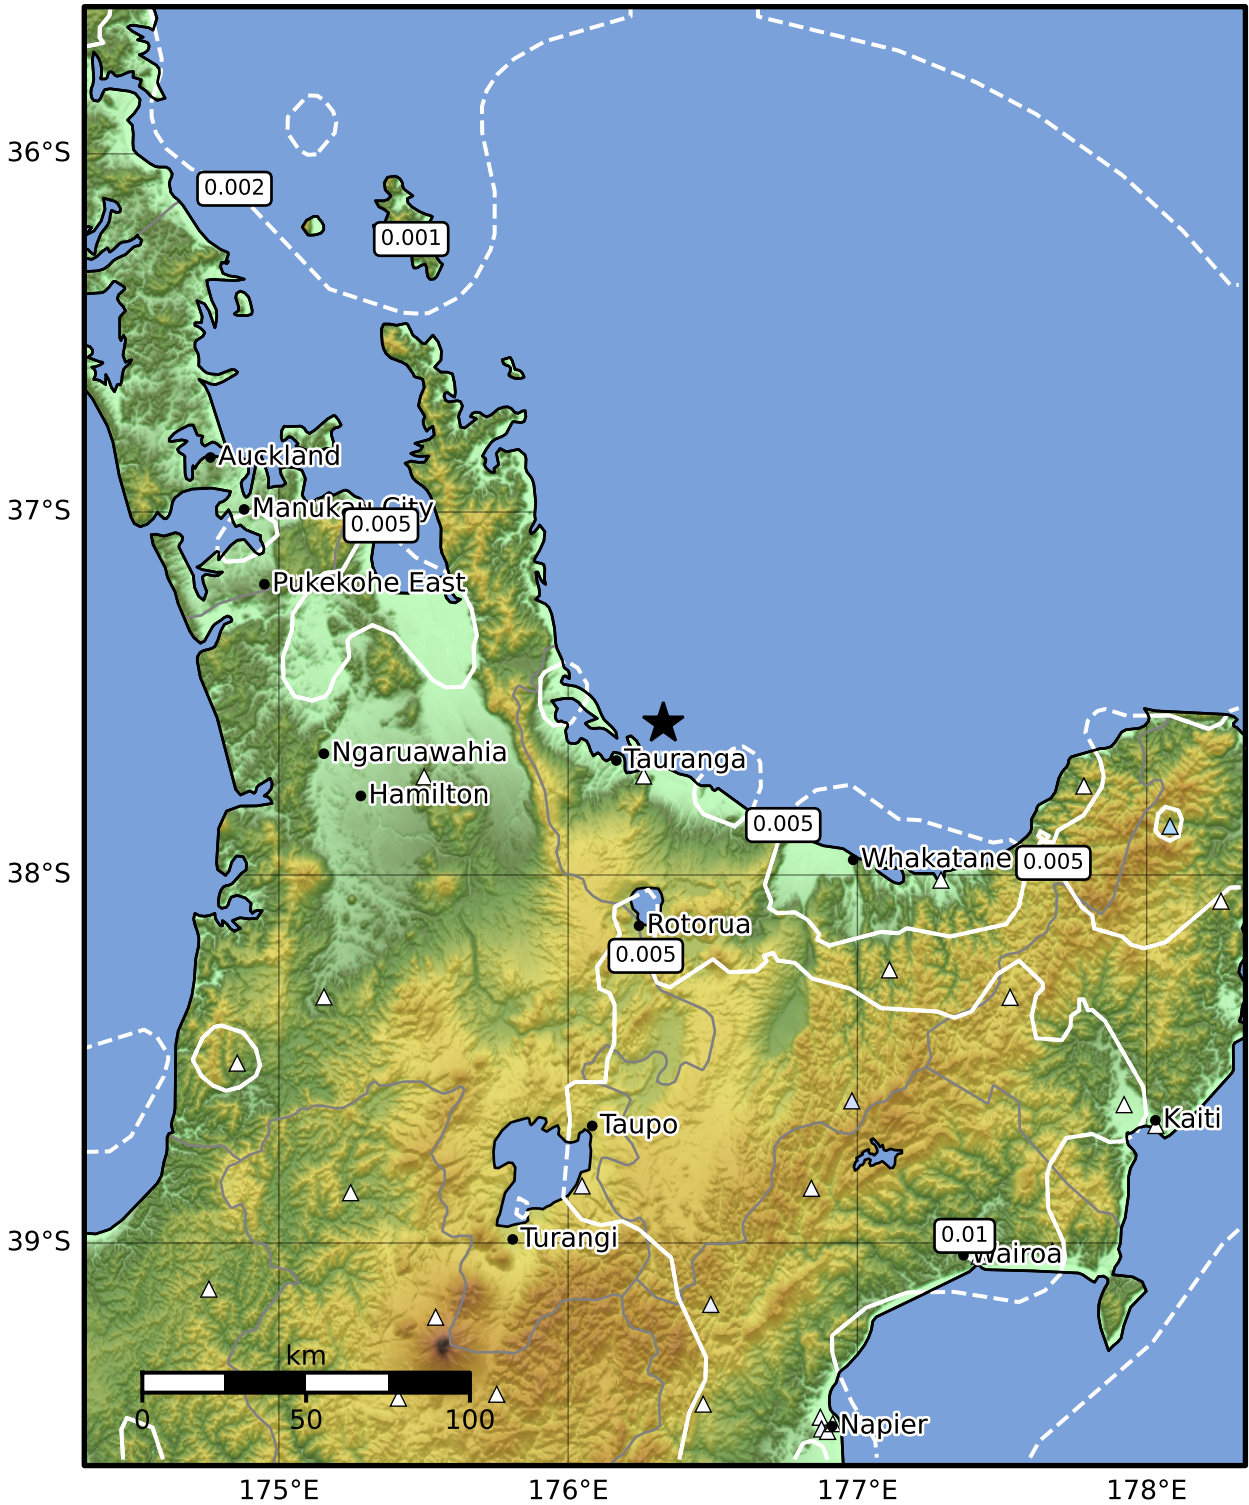 36°S
0.002
0.001
Auckland
37°S
Manukau City
0.005
Pukekohe East
Ngaruawahia
Tauranga
Hamilton
0.005
38°S
Whakatane
0.005
Rotorua
0.005
Taupo
Kaiti
39°S
Turangi
0.01
Wairoa
km
0 50 100
Napier
175°E 176°E 177°E 178°E